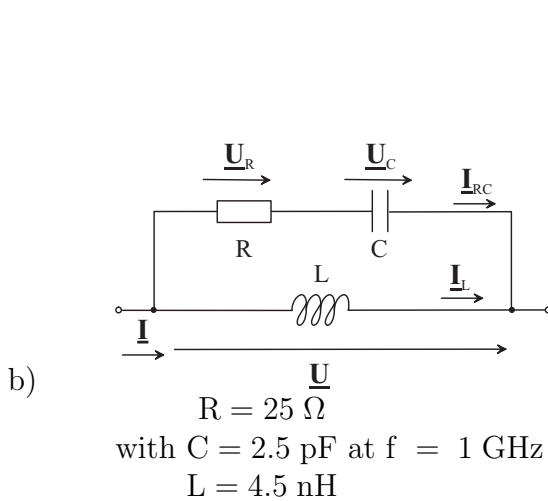 U_R U_C
I_RC
R C
L I_L
I
U
b)
R = 25 Ω
with C = 2.5 pF at f = 1 GHz
L = 4.5 nH